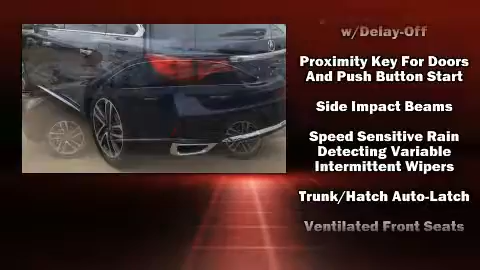 w/Delay-Off
Proximity Key For Doors
And Push Button Start
Side Impact Beams
Speed Sensitive Rain
Detecting Variable
Intermittent Wipers
Trunk/Hatch Auto-Latch
Ventilated Front Seats